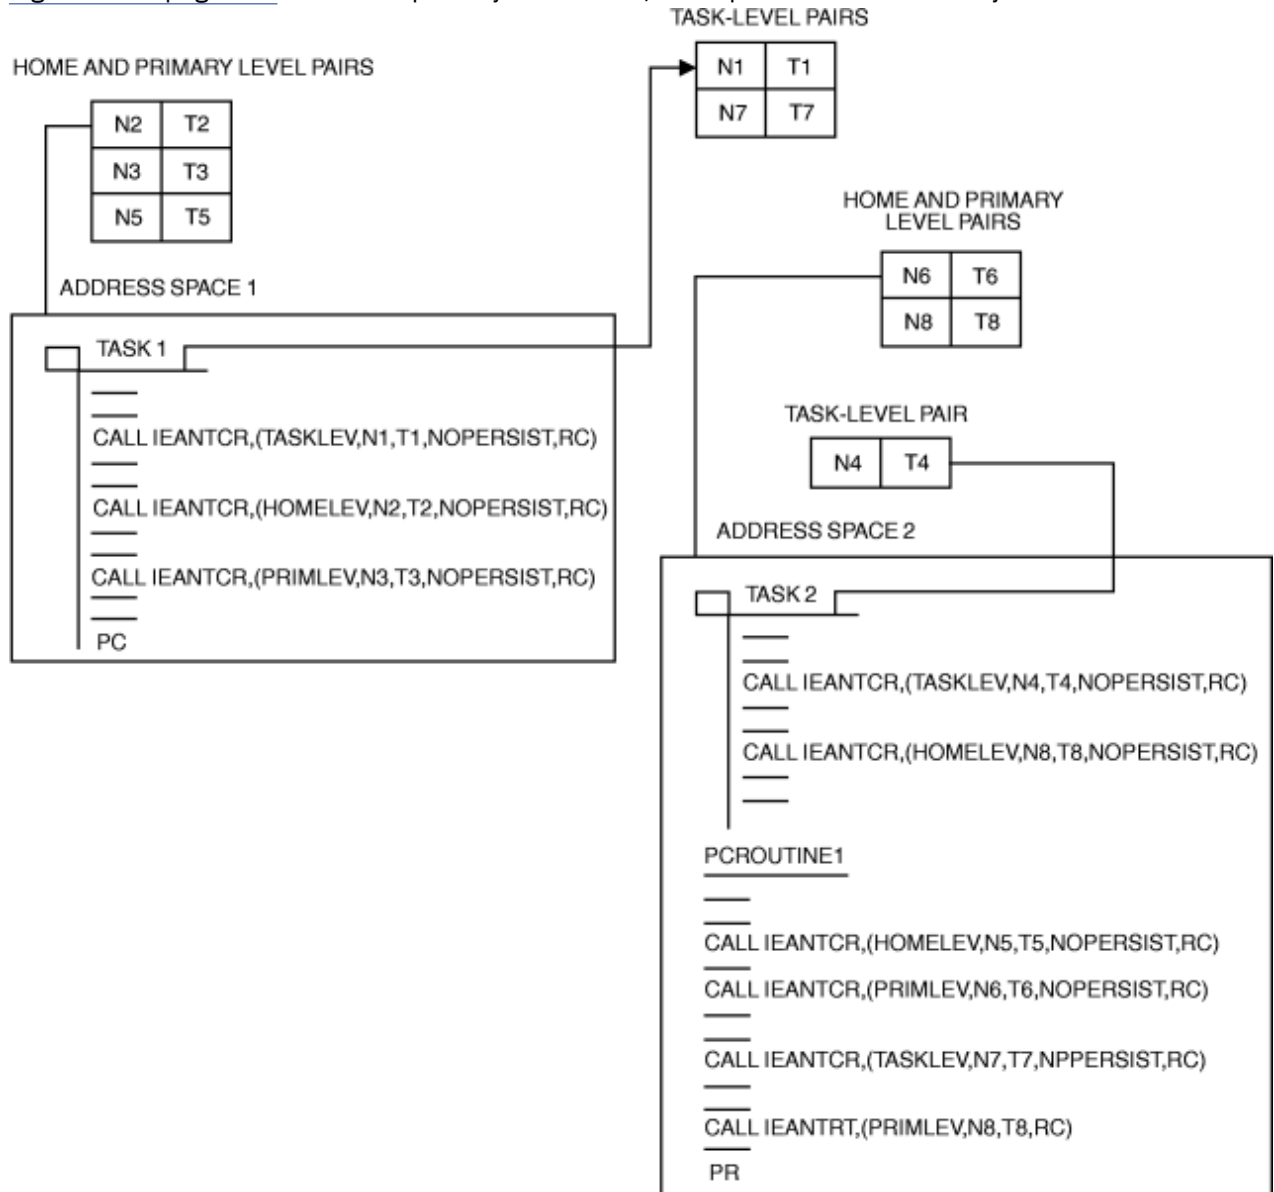 TASK-LEVEL PAIRS
N1 T1
N7 T7
HOME AND PRIMARY LEVEL PAIRS
N2 T2
N3 T3
N5 T5
HOME AND PRIMARY
LEVEL PAIRS
N6 T6
N8 T8
ADDRESS SPACE 1
TASK 1
CALL IEANTCR,(TASKLEV,N1,T1,NOPERSIST,RC)
CALL IEANTCR,(HOMELEV,N2,T2,NOPERSIST,RC)
CALL IEANTCR,(PRIMLEV,N3,T3,NOPERSIST,RC)
PC
TASK-LEVEL PAIR
N4 T4
ADDRESS SPACE 2
TASK 2
CALL IEANTCR,(TASKLEV,N4,T4,NOPERSIST,RC)
CALL IEANTCR,(HOMELEV,N8,T8,NOPERSIST,RC)
PCROUTINE1
CALL IEANTCR,(HOMELEV,N5,T5,NOPERSIST,RC)
CALL IEANTCR,(PRIMLEV,N6,T6,NOPERSIST,RC)
CALL IEANTCR,(TASKLEV,N7,T7,NPPERSIST,RC)
CALL IEANTRT,(PRIMLEV,N8,T8,RC)
PR